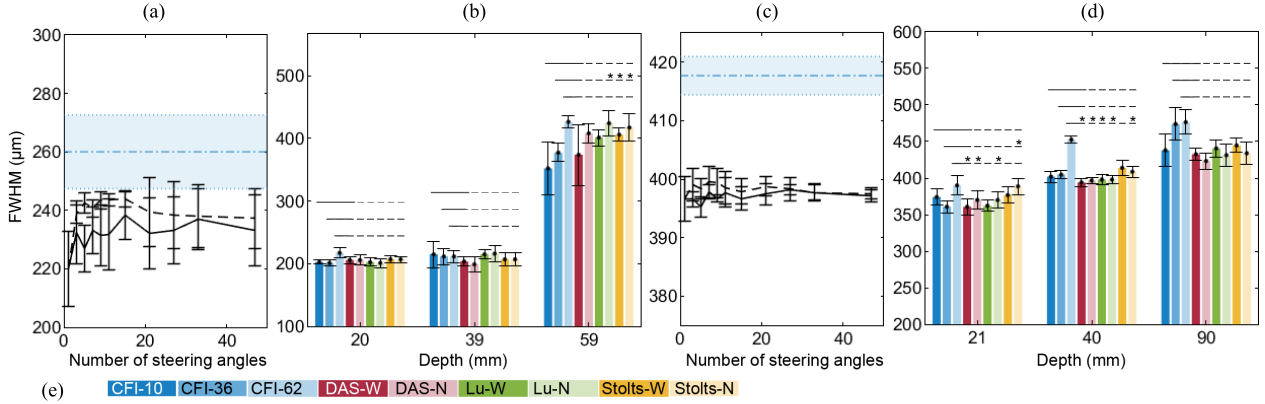 (a)
(b)
(c)
(d)
FWHM (µm)
300
280
260
240
220
200
0 20 40
Number of steering angles
500
400
300
200
100
* * *
20 39 59
Depth (mm)
420
400
390
380
0 20 40
Number of steering angles
600
550
500
450
400
350
300
250
200
* * * *
* * * * *
21 40 90
Depth (mm)
(e)
CFI-10 CFI-36 CFI-62 DAS-W DAS-N Lu-W Lu-N Stolts-W Stolts-N